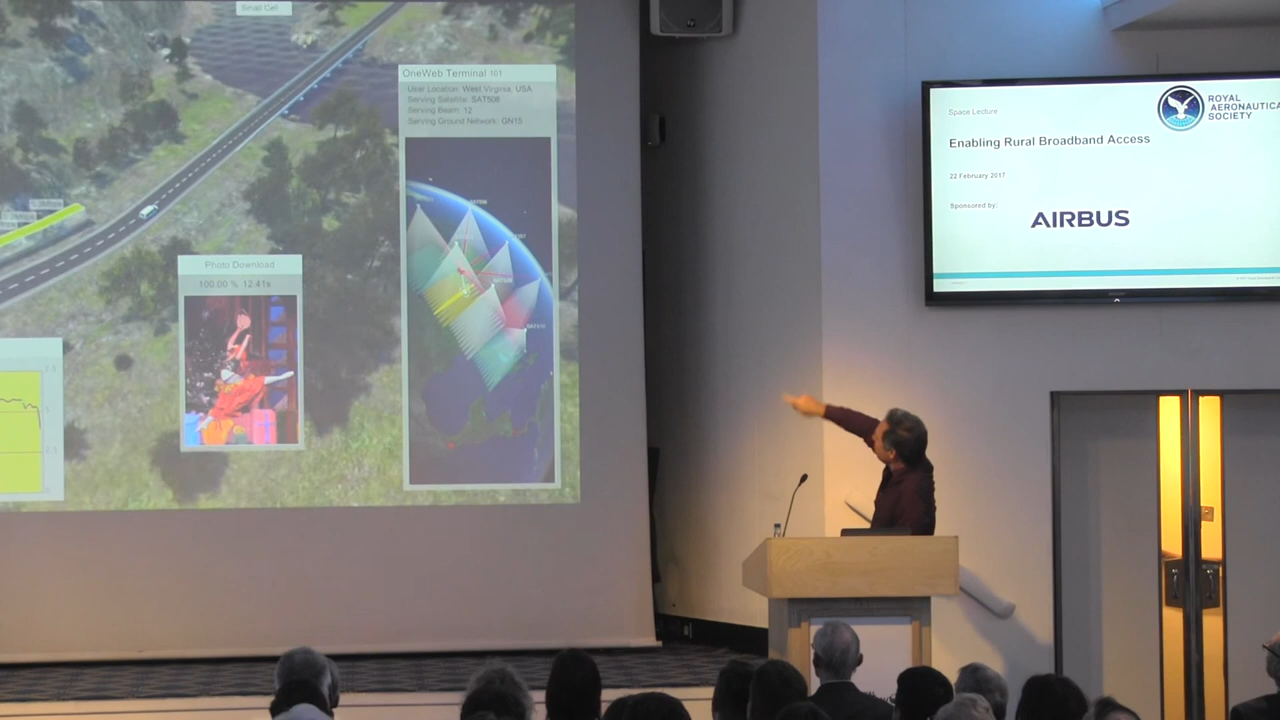 Small Cell
OneWeb Terminal 101
User Location: West Virginia, USA
Serving Satellite: SAT508
Serving Beam: 12
Serving Ground Network: GN15
Photo Download
100.00 % 12.41s
Space Lecture
ROYAL
AERONAUTICA
SOCIETY
Enabling Rural Broadband Access
22 February 2017
Sponsored by:
AIRBUS